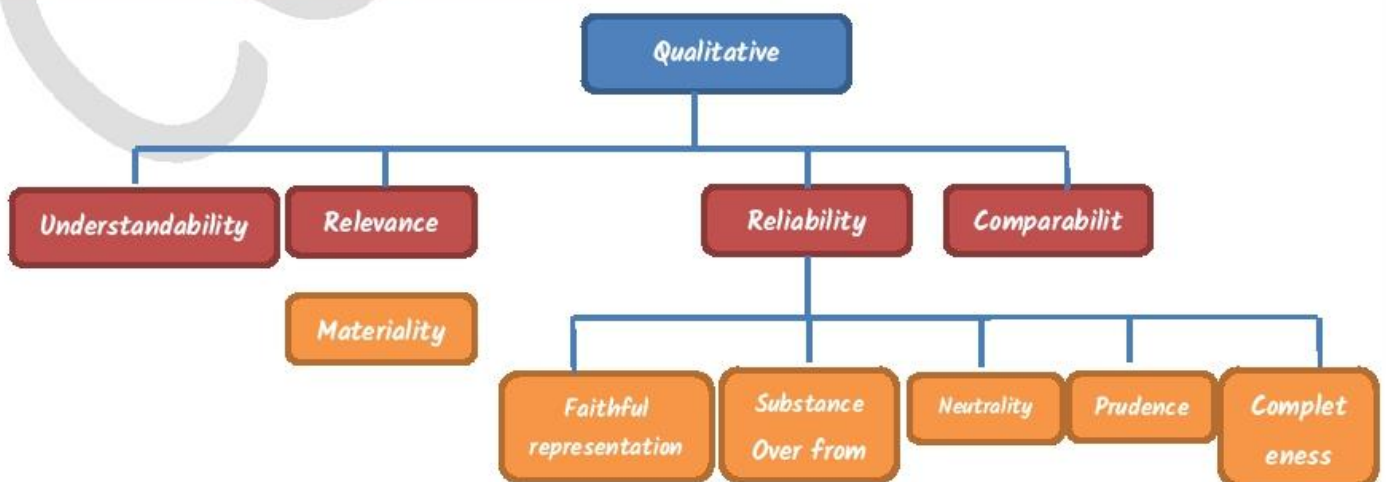 Qualitative
Understandability
Relevance
Reliability
Comparabilit
Materiality
Faithful
representation
Substance
Over from
Neutrality
Prudence
Complet
eness